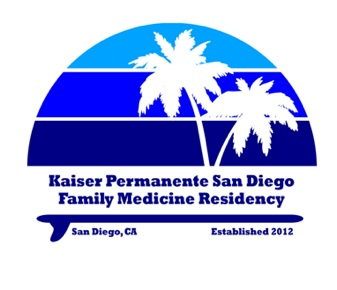 Kaiser Permanente San Diego
Family Medicine Residency
San Diego, CA Established 2012